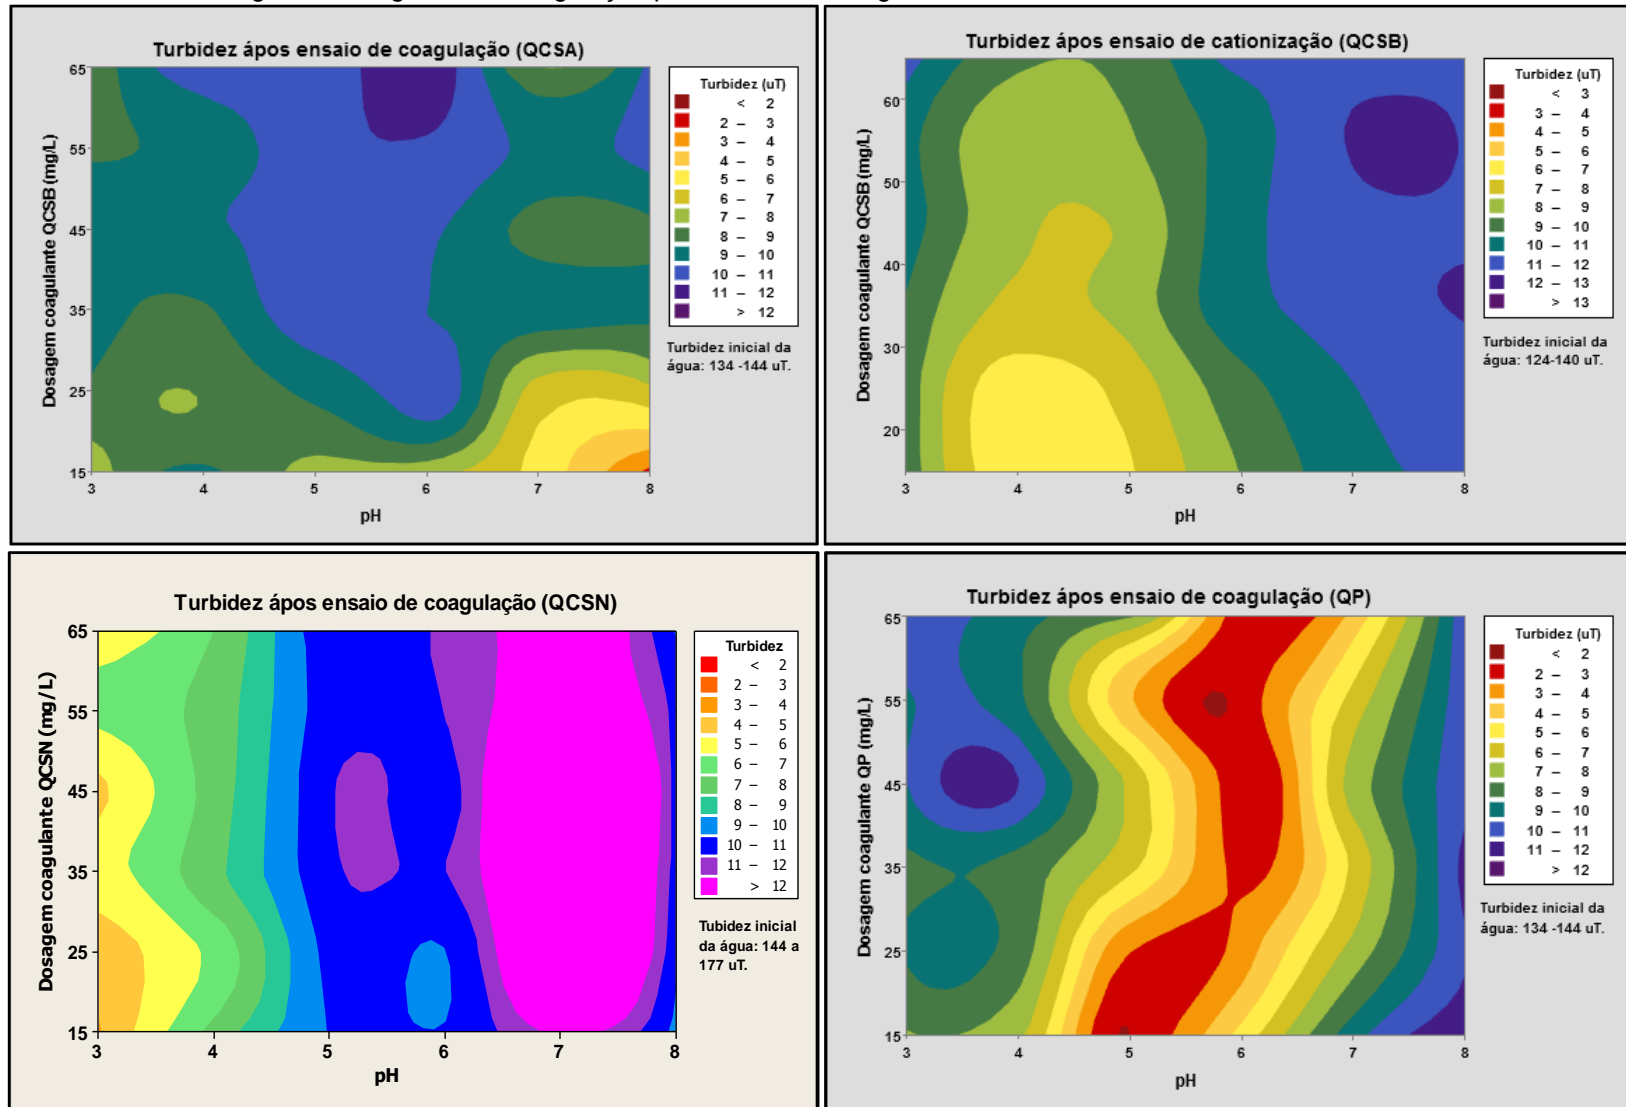 Turbidez ápos ensaio de coagulação (QCSA)
Dosagem coagulante QCSB (mg/L)
65
55
45
35
25
15
3 4 5 6 7 8
pH
Turbidez (uT)
< 2
2 – 3
3 – 4
4 – 5
5 – 6
6 – 7
7 – 8
8 – 9
9 – 10
10 – 11
11 – 12
> 12
Turbidez inicial da
água: 134 -144 uT.
Turbidez ápos ensaio de cationização (QCSB)
Dosagem coagulante QCSB (mg/L)
60
50
40
30
20
3 4 5 6 7 8
pH
Turbidez (uT)
< 3
3 – 4
4 – 5
5 – 6
6 – 7
7 – 8
8 – 9
9 – 10
10 – 11
11 – 12
12 – 13
> 13
Turbidez inicial da
água: 124-140 uT.
Turbidez ápos ensaio de coagulação (QCSN)
Dosagem coagulante QCSN (mg/L)
65
55
45
35
25
15
3 4 5 6 7 8
pH
Turbidez
< 2
2 – 3
3 – 4
4 – 5
5 – 6
6 – 7
7 – 8
8 – 9
9 – 10
10 – 11
11 – 12
> 12
Tubidez inicial
da água: 144 a
177 uT.
Turbidez ápos ensaio de coagulação (QP)
Dosagem coagulante QP (mg/L)
65
55
45
35
25
15
3 4 5 6 7 8
pH
Turbidez (uT)
< 2
2 – 3
3 – 4
4 – 5
5 – 6
6 – 7
7 – 8
8 – 9
9 – 10
10 – 11
11 – 12
> 12
Turbidez inicial da
água: 134 -144 uT.